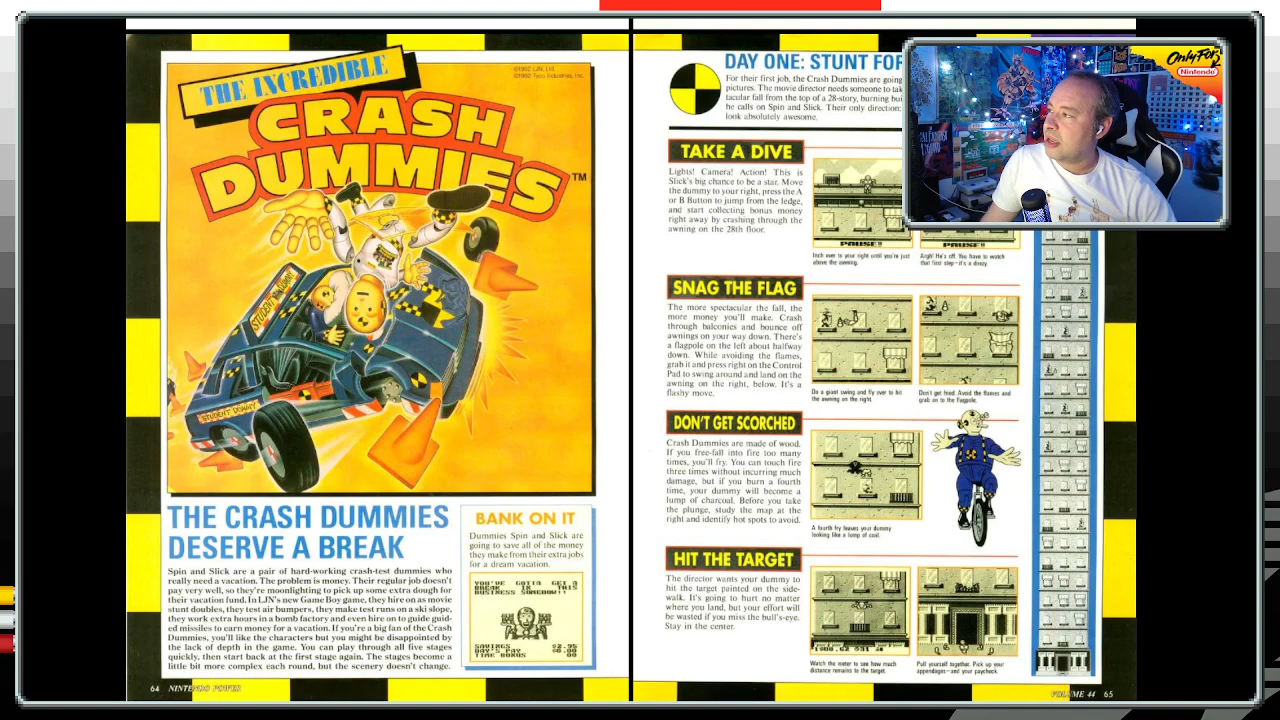 THE INCREDIBLE
CRASH
DUMMIES™
©1992 LJN, Ltd.
©1992 Tyco Industries, Inc.
STUDENT DUMMY
STUDENT DUMMY
THE CRASH DUMMIES
DESERVE A BREAK
Spin and Slick are a pair of hard-working crash-test dummies who
really need a vacation. The problem is money. Their regular job doesn't
pay very well, so they're moonlighting to pick up some extra dough for
their vacation fund. In LJN's new Game Boy game, they hire on as movie
stunt doubles, they test air bumpers, they make test runs on a ski slope,
they work extra hours in a bomb factory and even hire on to guide guid-
ed missiles to earn money for a vacation. If you're a big fan of the Crash
Dummies, you'll like the characters but you might be disappointed by
the lack of depth in the game. You can play through all five stages
quickly, then start back at the first stage again. The stages become a
little bit more complex each round, but the scenery doesn't change.
BANK ON IT
Dummies Spin and Slick are
going to save all of the money
they make from their extra jobs
for a dream vacation.
YOU'VE GOTTA GET A
BREAK IN THIS
BUSINESS SOMEHOW!!
SAVINGS $2.95
DAY'S PAY $0.00
TIME BONUS 00
64 NINTENDO POWER
DAY ONE: STUNT FOR
For their first job, the Crash Dummies are going
pictures. The movie director needs someone to tak
tacular fall from the top of a 28-story, burning bui
he calls on Spin and Slick. Their only direction:
look absolutely awesome.
TAKE A DIVE
Lights! Camera! Action! This is
Slick's big chance to be a star. Move
the dummy to your right, press the A
or B Button to jump from the ledge,
and start collecting bonus money
right away by crashing through the
awning on the 28th floor.
PAUSE!!
PAUSE!!
Inch over to your right until you're just
above the awning.
Argh! He's off. You have to watch
that first step—it's a doozy.
SNAG THE FLAG
The more spectacular the fall, the
more money you'll make. Crash
through balconies and bounce off
awnings on your way down. There's
a flagpole on the left about halfway
down. While avoiding the flames,
grab it and press right on the Control
Pad to swing around and land on the
awning on the right, below. It's a
flashy move.
Do a giant swing and fly over to hit
the awning on the right.
Don't get fried. Avoid the flames and
grab on to the flagpole.
DON'T GET SCORCHED
Crash Dummies are made of wood.
If you free-fall into fire too many
times, you'll fry. You can touch fire
three times without incurring much
damage, but if you burn a fourth
time, your dummy will become a
lump of charcoal. Before you take
the plunge, study the map at the
right and identify hot spots to avoid.
A fourth fry leaves your dummy
looking like a lump of coal.
HIT THE TARGET
The director wants your dummy to
hit the target painted on the side-
walk. It's going to hurt no matter
where you land, but your effort will
be wasted if you miss the bull's-eye.
Stay in the center.
Watch the meter to see how much
distance remains to the target.
Pull yourself together. Pick up your
appendages—and your paycheck.
VOLUME 44 65
OnlyFor
Nintendo